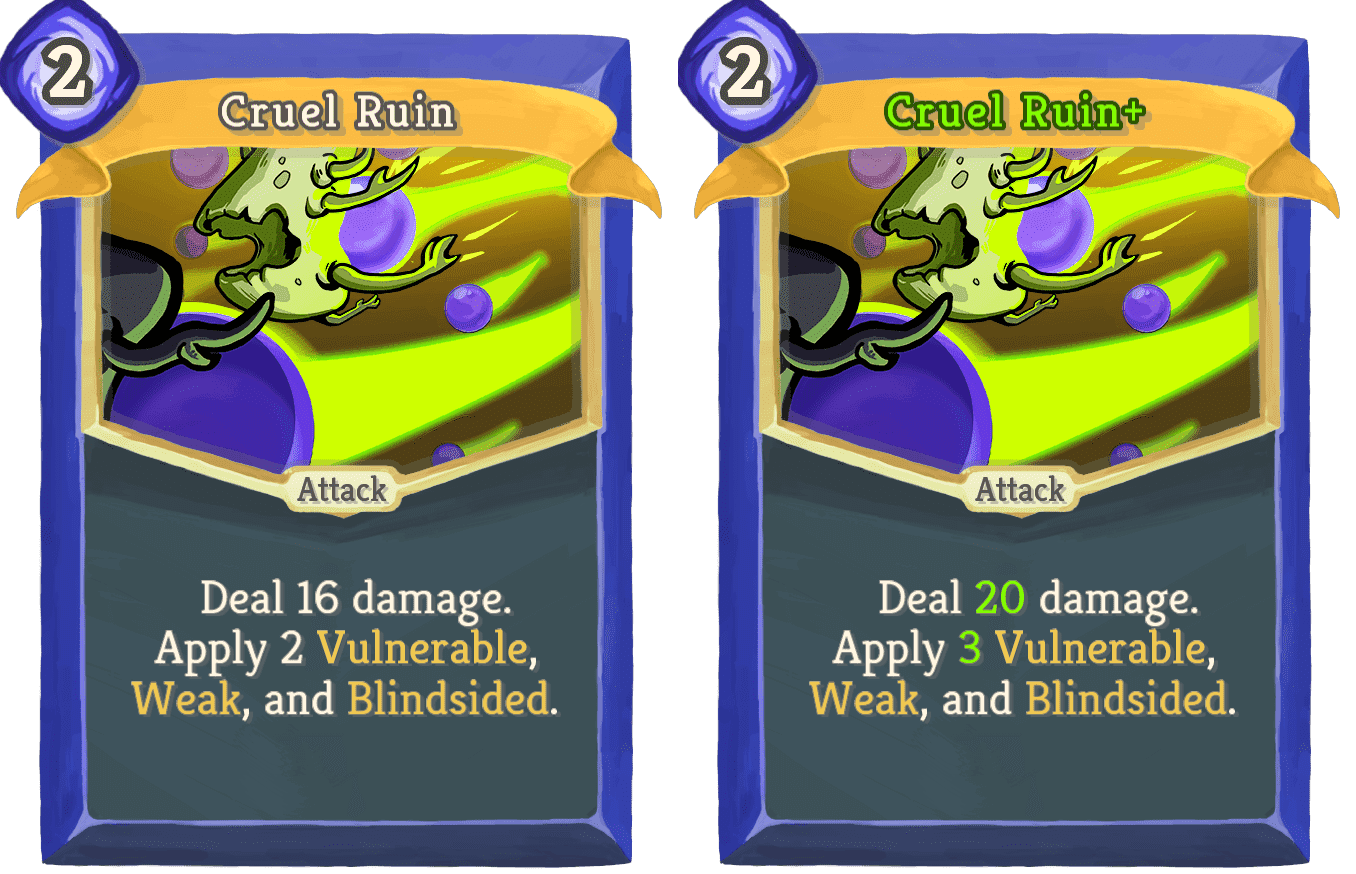 2
Cruel Ruin
Attack
Deal 16 damage.
Apply 2 Vulnerable,
Weak, and Blindsided.
2
Cruel Ruin+
Attack
Deal 20 damage.
Apply 3 Vulnerable,
Weak, and Blindsided.